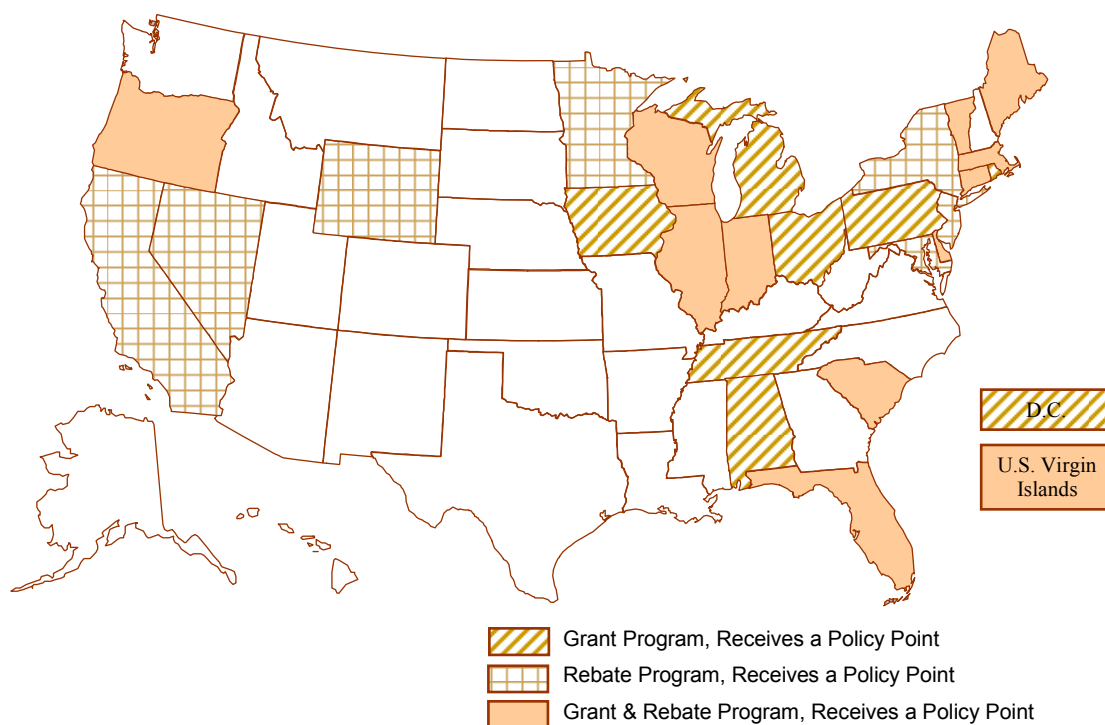 D.C.
U.S. Virgin
Islands
Grant Program, Receives a Policy Point
Rebate Program, Receives a Policy Point
Grant & Rebate Program, Receives a Policy Point